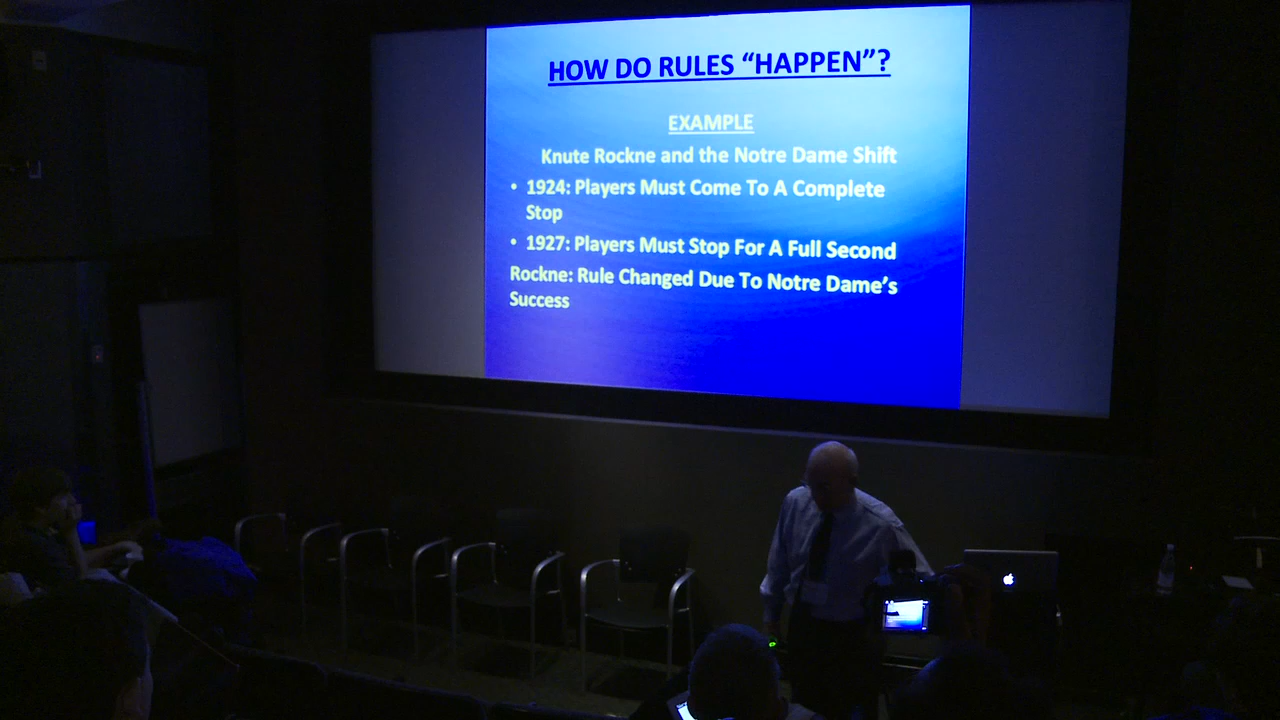 HOW DO RULES “HAPPEN”?
EXAMPLE
Knute Rockne and the Notre Dame Shift
• 1924: Players Must Come To A Complete
Stop
• 1927: Players Must Stop For A Full Second
Rockne: Rule Changed Due To Notre Dame’s
Success